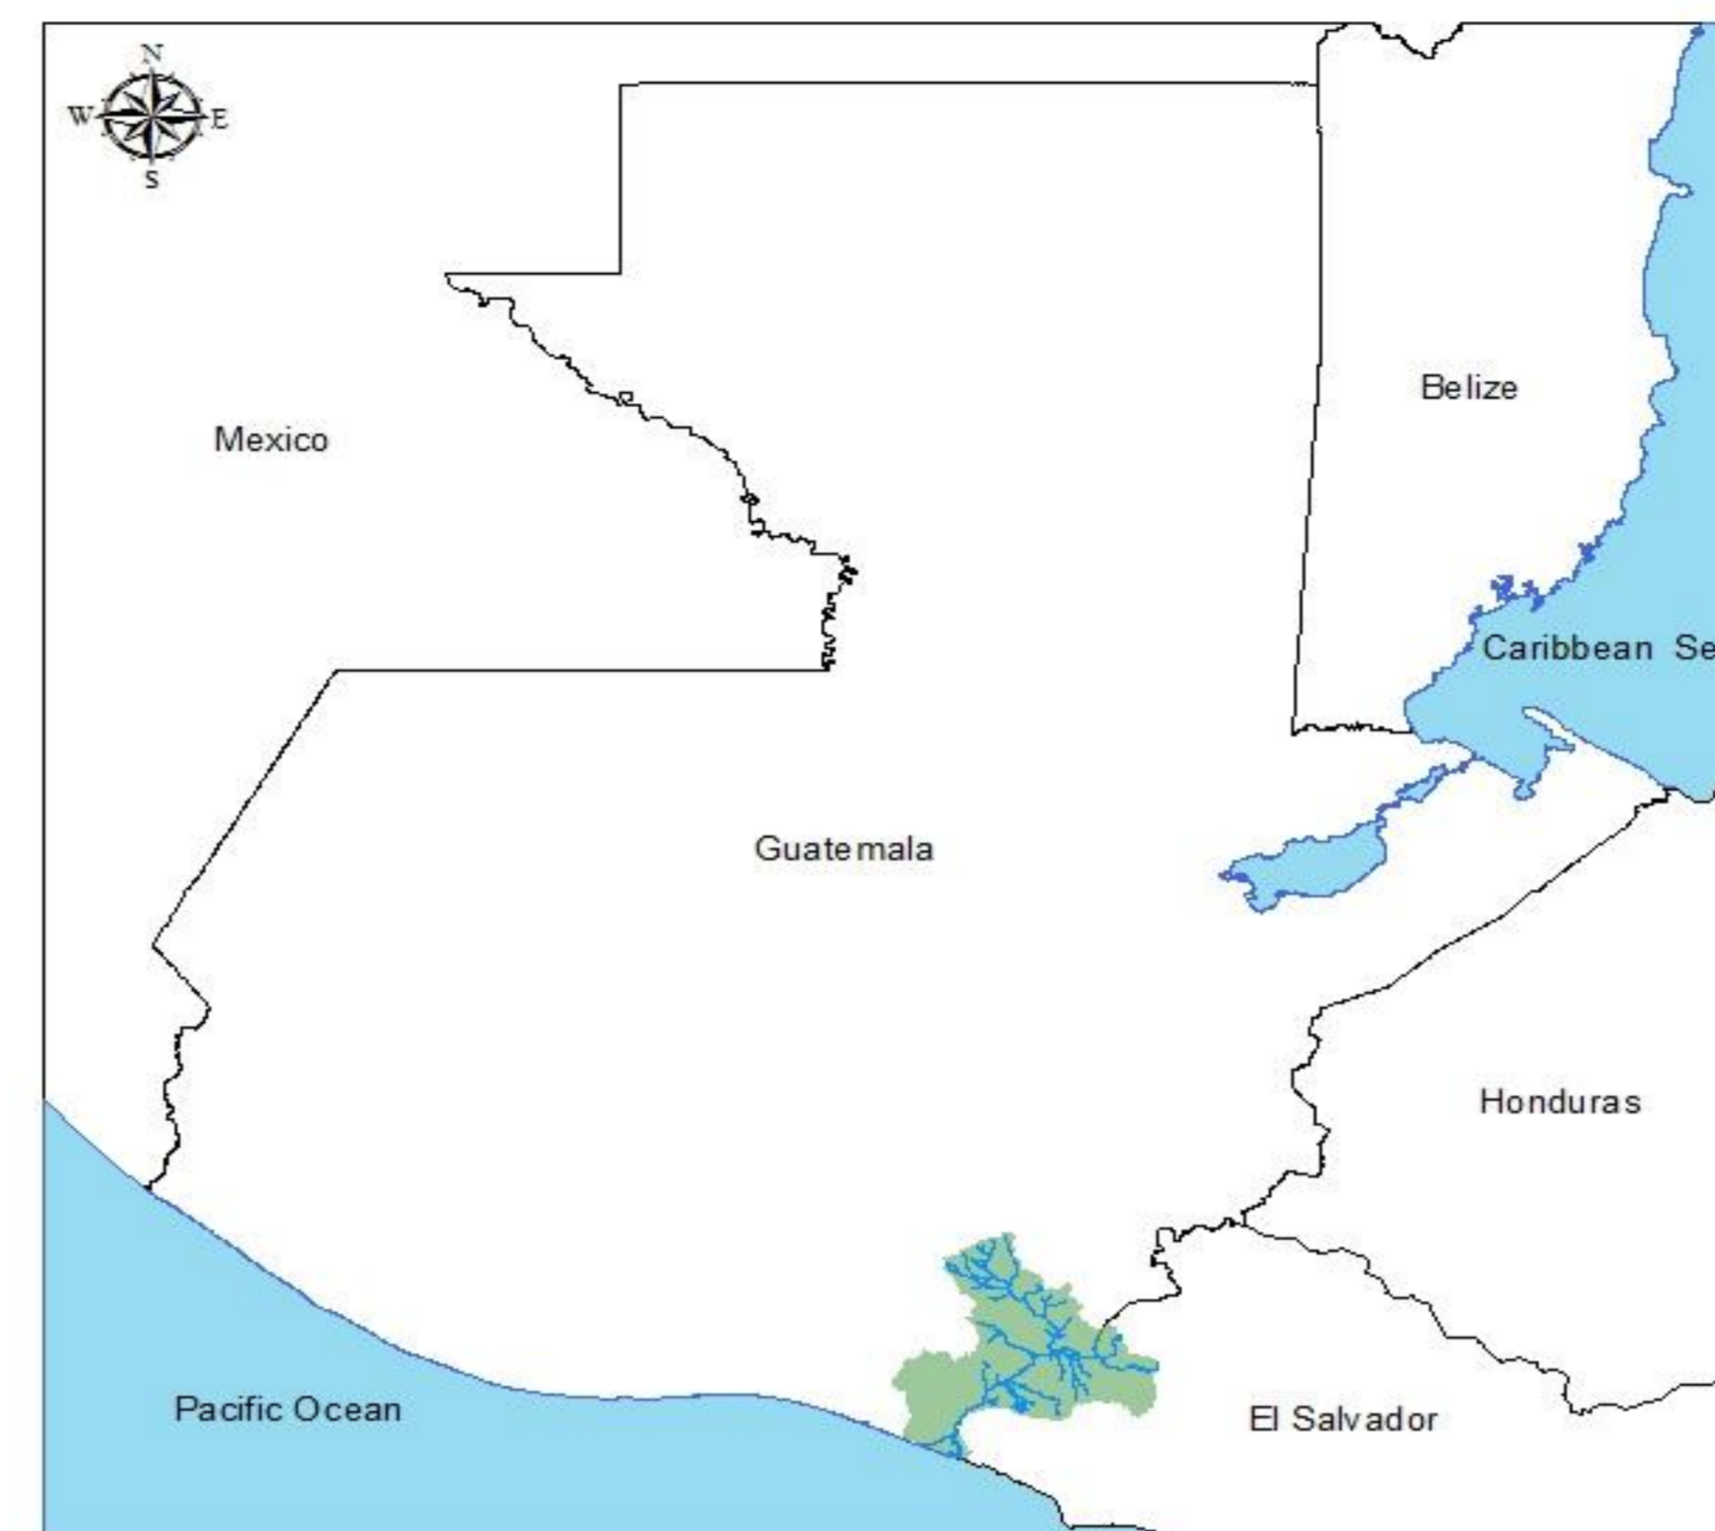 N
W E
S
Belize
Mexico
Caribbean Se
Guatemala
Honduras
Pacific Ocean
El Salvador